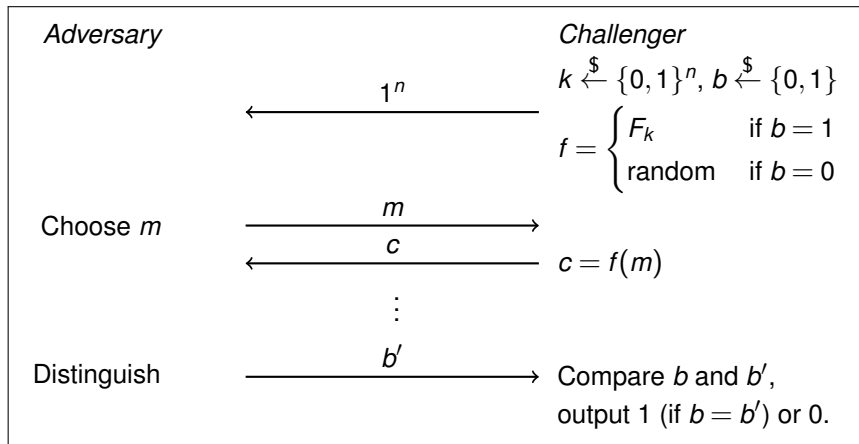 Adversary Challenger
k $← {0,1}ⁿ, b $← {0,1}
1ⁿ
f = { F_k if b = 1
random if b = 0
Choose m
m
c
c = f(m)
⋮
b′
Distinguish
Compare b and b′,
output 1 (if b = b′) or 0.